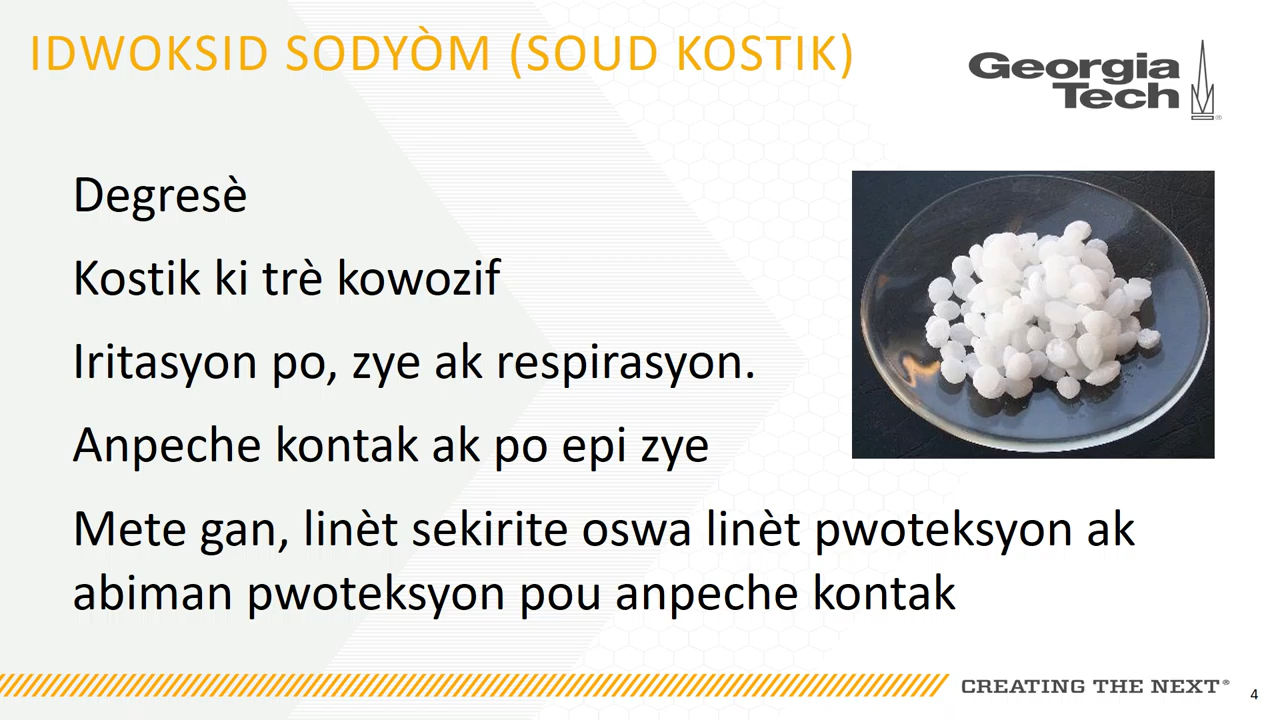 IDWOKSID SODYÒM (SOUD KOSTIK)
Georgia
Tech
®
Degresè
Kostik ki trè kowozif
Iritasyon po, zye ak respirasyon.
Anpeche kontak ak po epi zye
Mete gan, linèt sekirite oswa linèt pwoteksyon ak
abiman pwoteksyon pou anpeche kontak
CREATING THE NEXT®
4